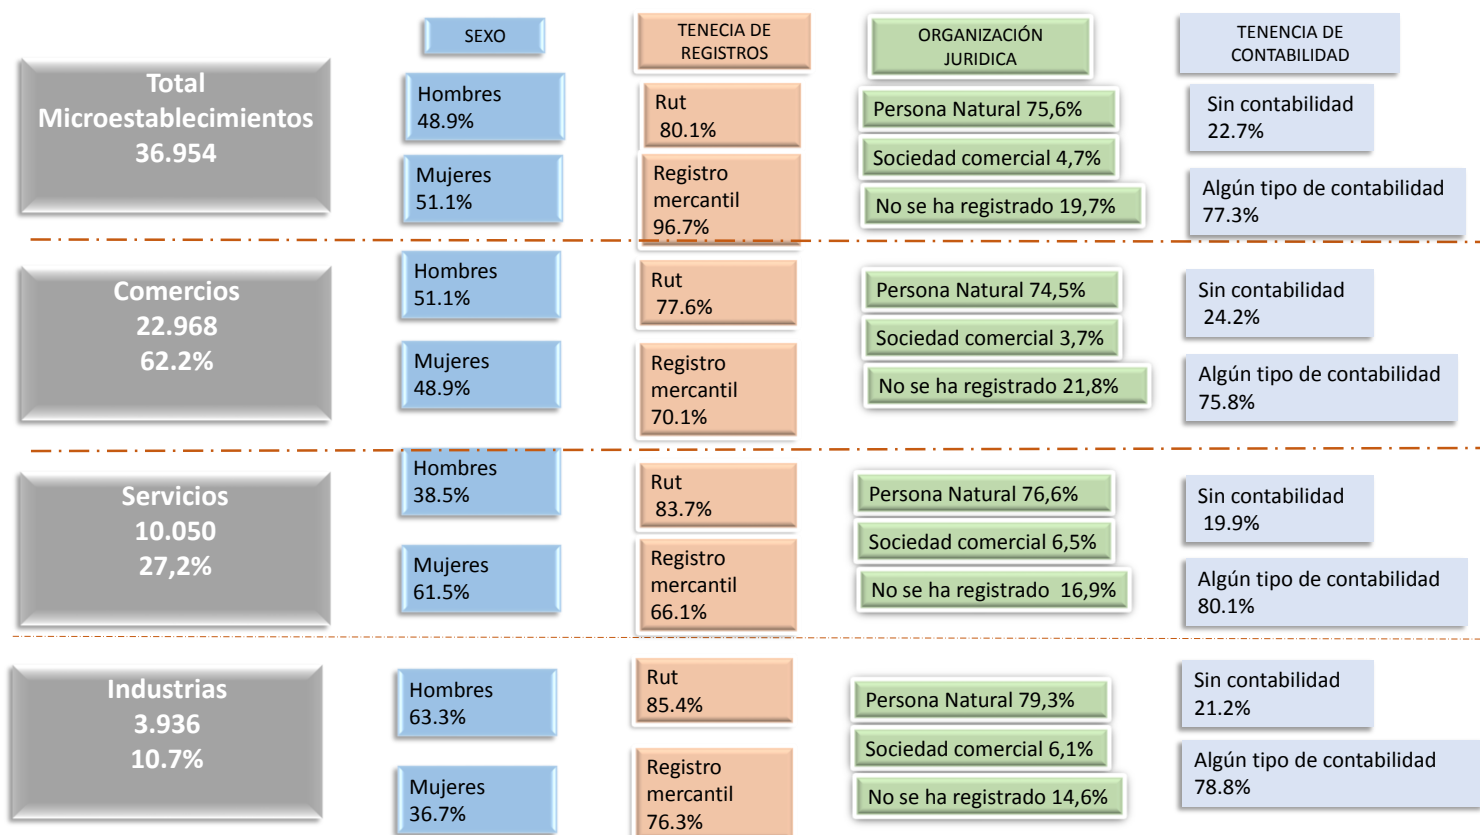 SEXO
TENECIA DE
REGISTROS
ORGANIZACIÓN
JURIDICA
TENENCIA DE
CONTABILIDAD
Total
Microestablecimientos
36.954
Hombres
48.9%
Mujeres
51.1%
Rut
80.1%
Registro
mercantil
96.7%
Persona Natural 75,6%
Sociedad comercial 4,7%
No se ha registrado 19,7%
Sin contabilidad
22.7%
Algún tipo de contabilidad
77.3%
Comercios
22.968
62.2%
Hombres
51.1%
Mujeres
48.9%
Rut
77.6%
Registro
mercantil
70.1%
Persona Natural 74,5%
Sociedad comercial 3,7%
No se ha registrado 21,8%
Sin contabilidad
24.2%
Algún tipo de contabilidad
75.8%
Servicios
10.050
27,2%
Hombres
38.5%
Mujeres
61.5%
Rut
83.7%
Registro
mercantil
66.1%
Persona Natural 76,6%
Sociedad comercial 6,5%
No se ha registrado 16,9%
Sin contabilidad
19.9%
Algún tipo de contabilidad
80.1%
Industrias
3.936
10.7%
Hombres
63.3%
Mujeres
36.7%
Rut
85.4%
Registro
mercantil
76.3%
Persona Natural 79,3%
Sociedad comercial 6,1%
No se ha registrado 14,6%
Sin contabilidad
21.2%
Algún tipo de contabilidad
78.8%